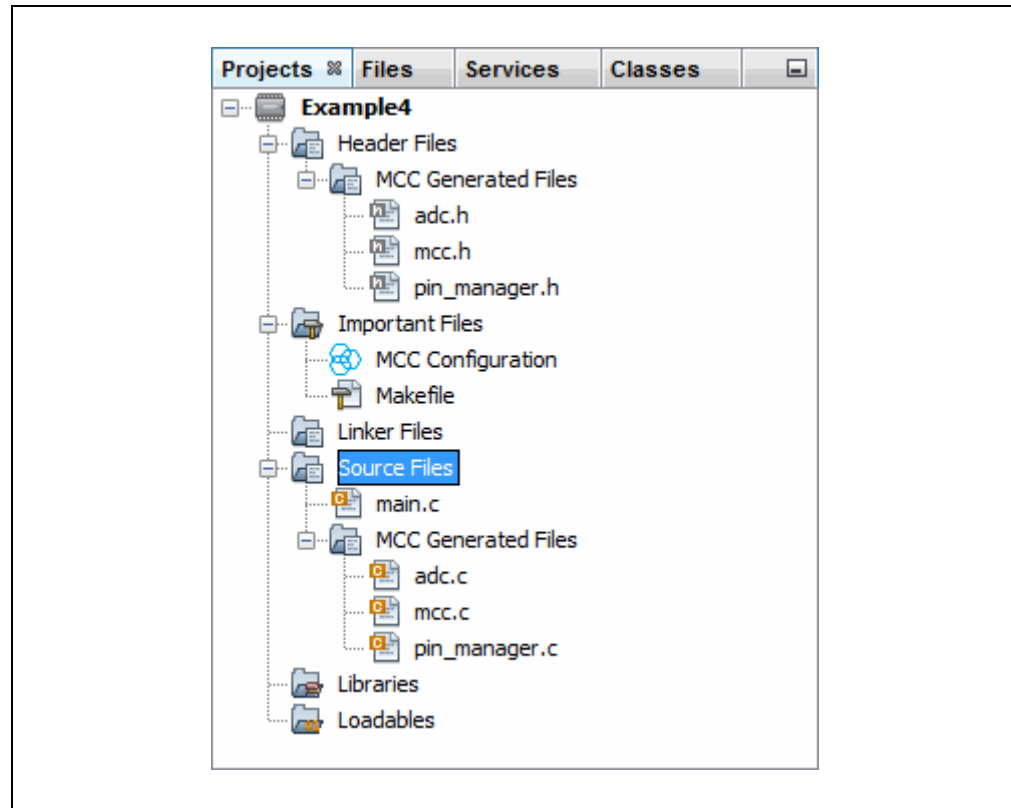 Projects Files Services Classes
Example4
Header Files
MCC Generated Files
adc.h
mcc.h
pin_manager.h
Important Files
MCC Configuration
Makefile
Linker Files
Source Files
main.c
MCC Generated Files
adc.c
mcc.c
pin_manager.c
Libraries
Loadables